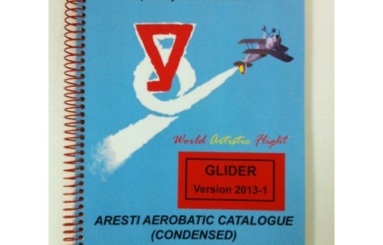 World Artistic Flight
GLIDER
Version 2013-1
ARESTI AEROBATIC CATALOGUE
(CONDENSED)